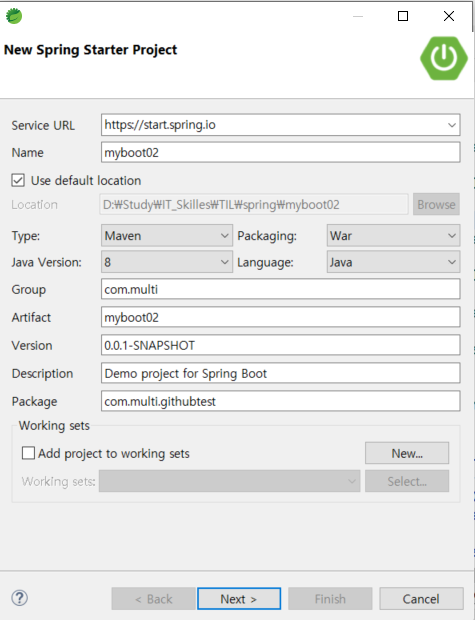 New Spring Starter Project
Service URL https://start.spring.io
Name myboot02
Use default location
Location D:₩Study₩IT_Skilles₩TIL₩spring₩myboot02 Browse
Type: Maven Packaging: War
Java Version: 8 Language: Java
Group com.multi
Artifact myboot02
Version 0.0.1-SNAPSHOT
Description Demo project for Spring Boot
Package com.multi.githubtest
Working sets
Add project to working sets New...
Working sets: Select...
? < Back Next > Finish Cancel